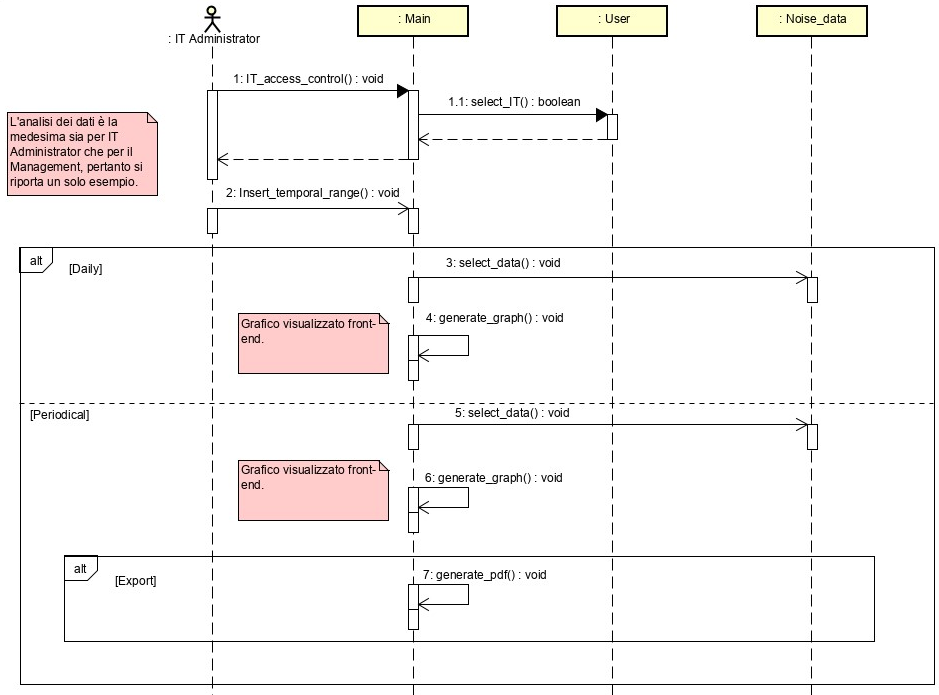 : IT Administrator
: Main
: User
: Noise_data
1: IT_access_control() : void
1.1: select_IT() : boolean
L'analisi dei dati è la
medesima sia per IT
Administrator che per il
Management, pertanto si
riporta un solo esempio.
2: Insert_temporal_range() : void
alt
[Daily]
3: select_data() : void
Grafico visualizzato front-
end.
4: generate_graph() : void
[Periodical]
5: select_data() : void
Grafico visualizzato front-
end.
6: generate_graph() : void
alt
[Export]
7: generate_pdf() : void